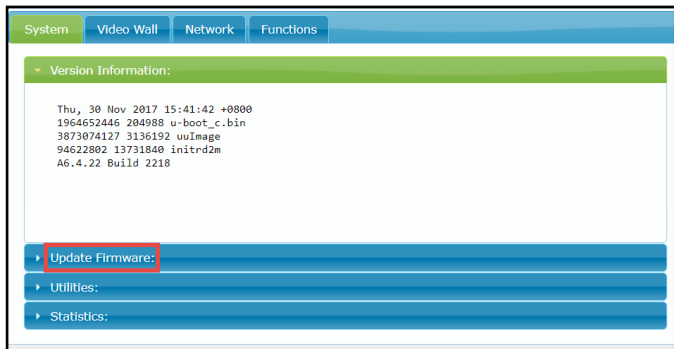 System Video Wall Network Functions
Version Information:
Thu, 30 Nov 2017 15:41:42 +0800
1964652446 204988 u-boot_c.bin
3873074127 3136192 uuImage
94622802 13731840 initrd2m
A6.4.22 Build 2218
Update Firmware:
Utilities:
Statistics: